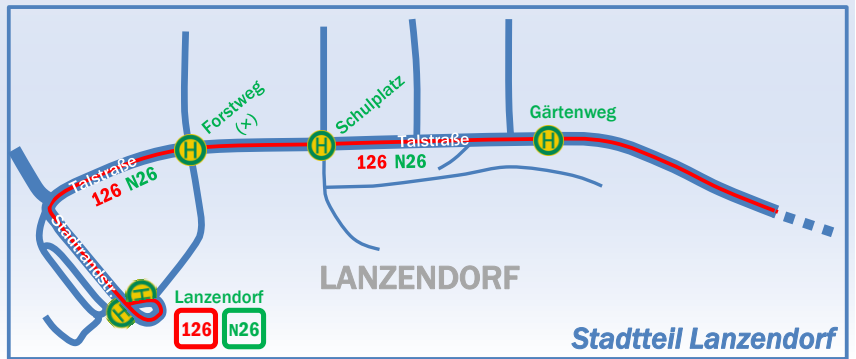 Forstweg
(x)
Schulplatz
Gärtenweg
H
H
H
Talstraße
126 N26
Talstraße
126 N26
Stadtrandstr.
H
H
Lanzendorf
126 N26
LANZENDORF
Stadtteil Lanzendorf